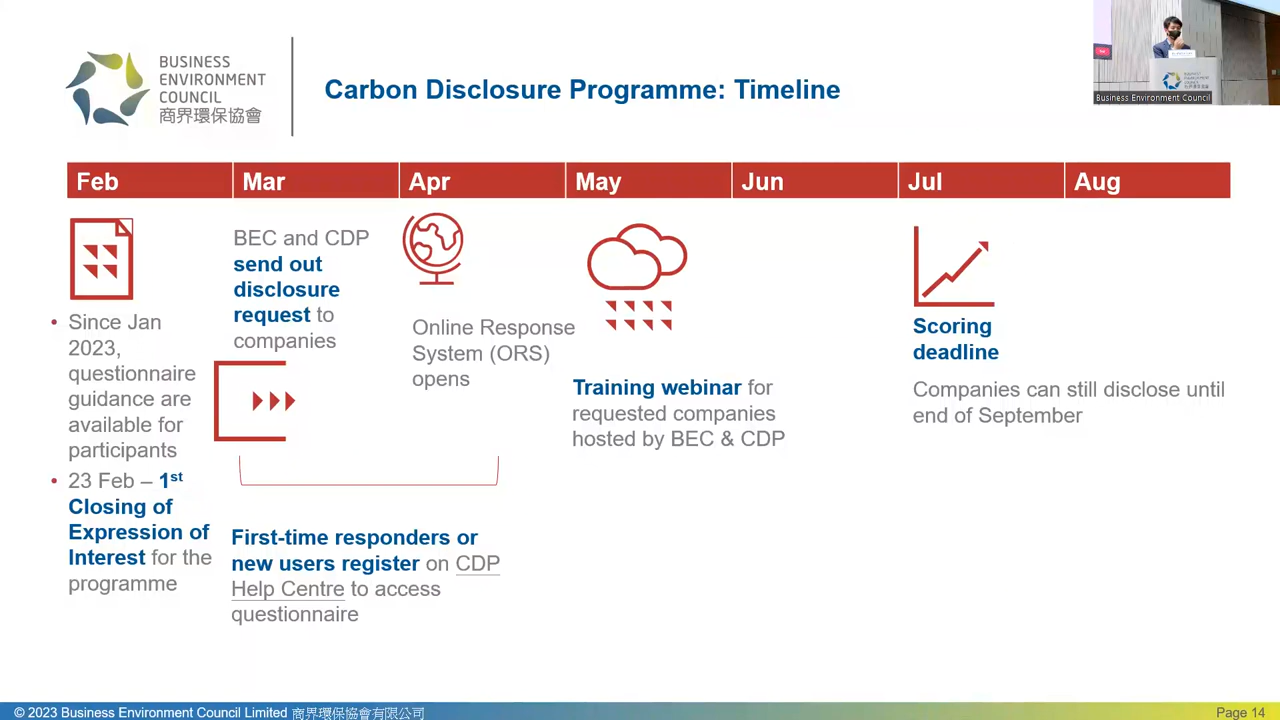 BUSINESS
ENVIRONMENT
COUNCIL
商界環保協會
Carbon Disclosure Programme: Timeline
Business Environment Council
Feb
Mar
Apr
May
Jun
Jul
Aug
• Since Jan
2023,
questionnaire
guidance are
available for
participants
• 23 Feb – 1st
Closing of
Expression of
Interest for the
programme
BEC and CDP
send out
disclosure
request to
companies
First-time responders or
new users register on CDP
Help Centre to access
questionnaire
Online Response
System (ORS)
opens
Training webinar for
requested companies
hosted by BEC & CDP
Scoring
deadline
Companies can still disclose until
end of September
© 2023 Business Environment Council Limited 商界環保協會有限公司
Page 14